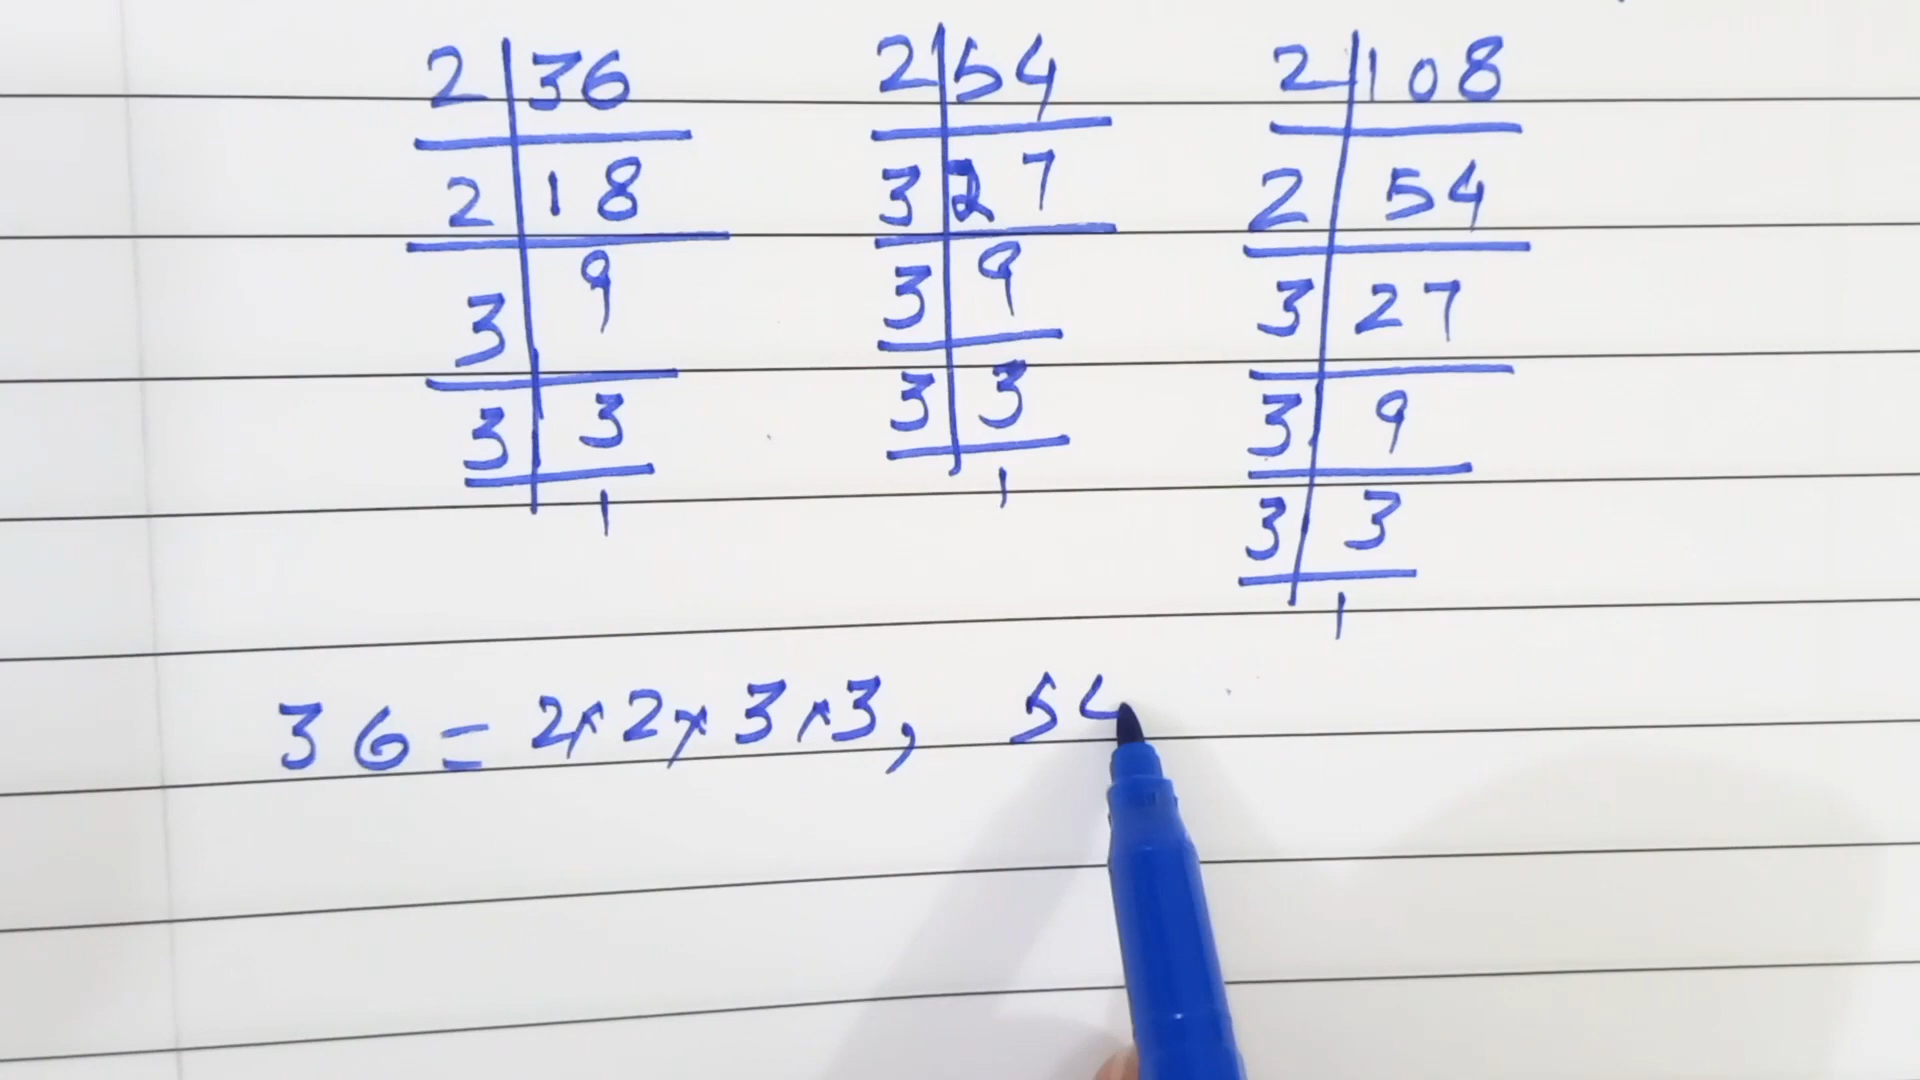 2 36 2 54 2 108
2 18 3 27 2 54
3 9 3 9 3 27
3 3 3 3 3 9
1 1 3 3
1
36 = 2×2×3×3, 54